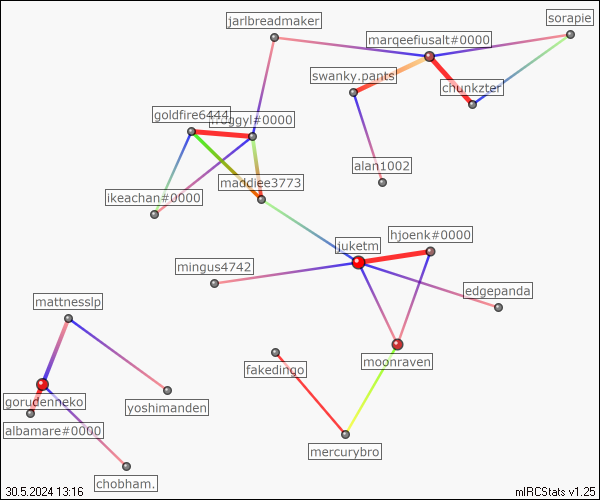 sorapie
jarlbreadmaker
marqeefiusalt#0000
swanky.pants
chunkzter
goldfire6444
froggyl#0000
alan1002
maddiee3773
ikeachan#0000
hjoenk#0000
juketm
mingus4742
edgepanda
mattnesslp
moonraven
fakedingo
gorudenheko
yoshimanden
albamare#0000
mercurybro
chobham.
30.5.2024 13:16
mIRCStats v1.25